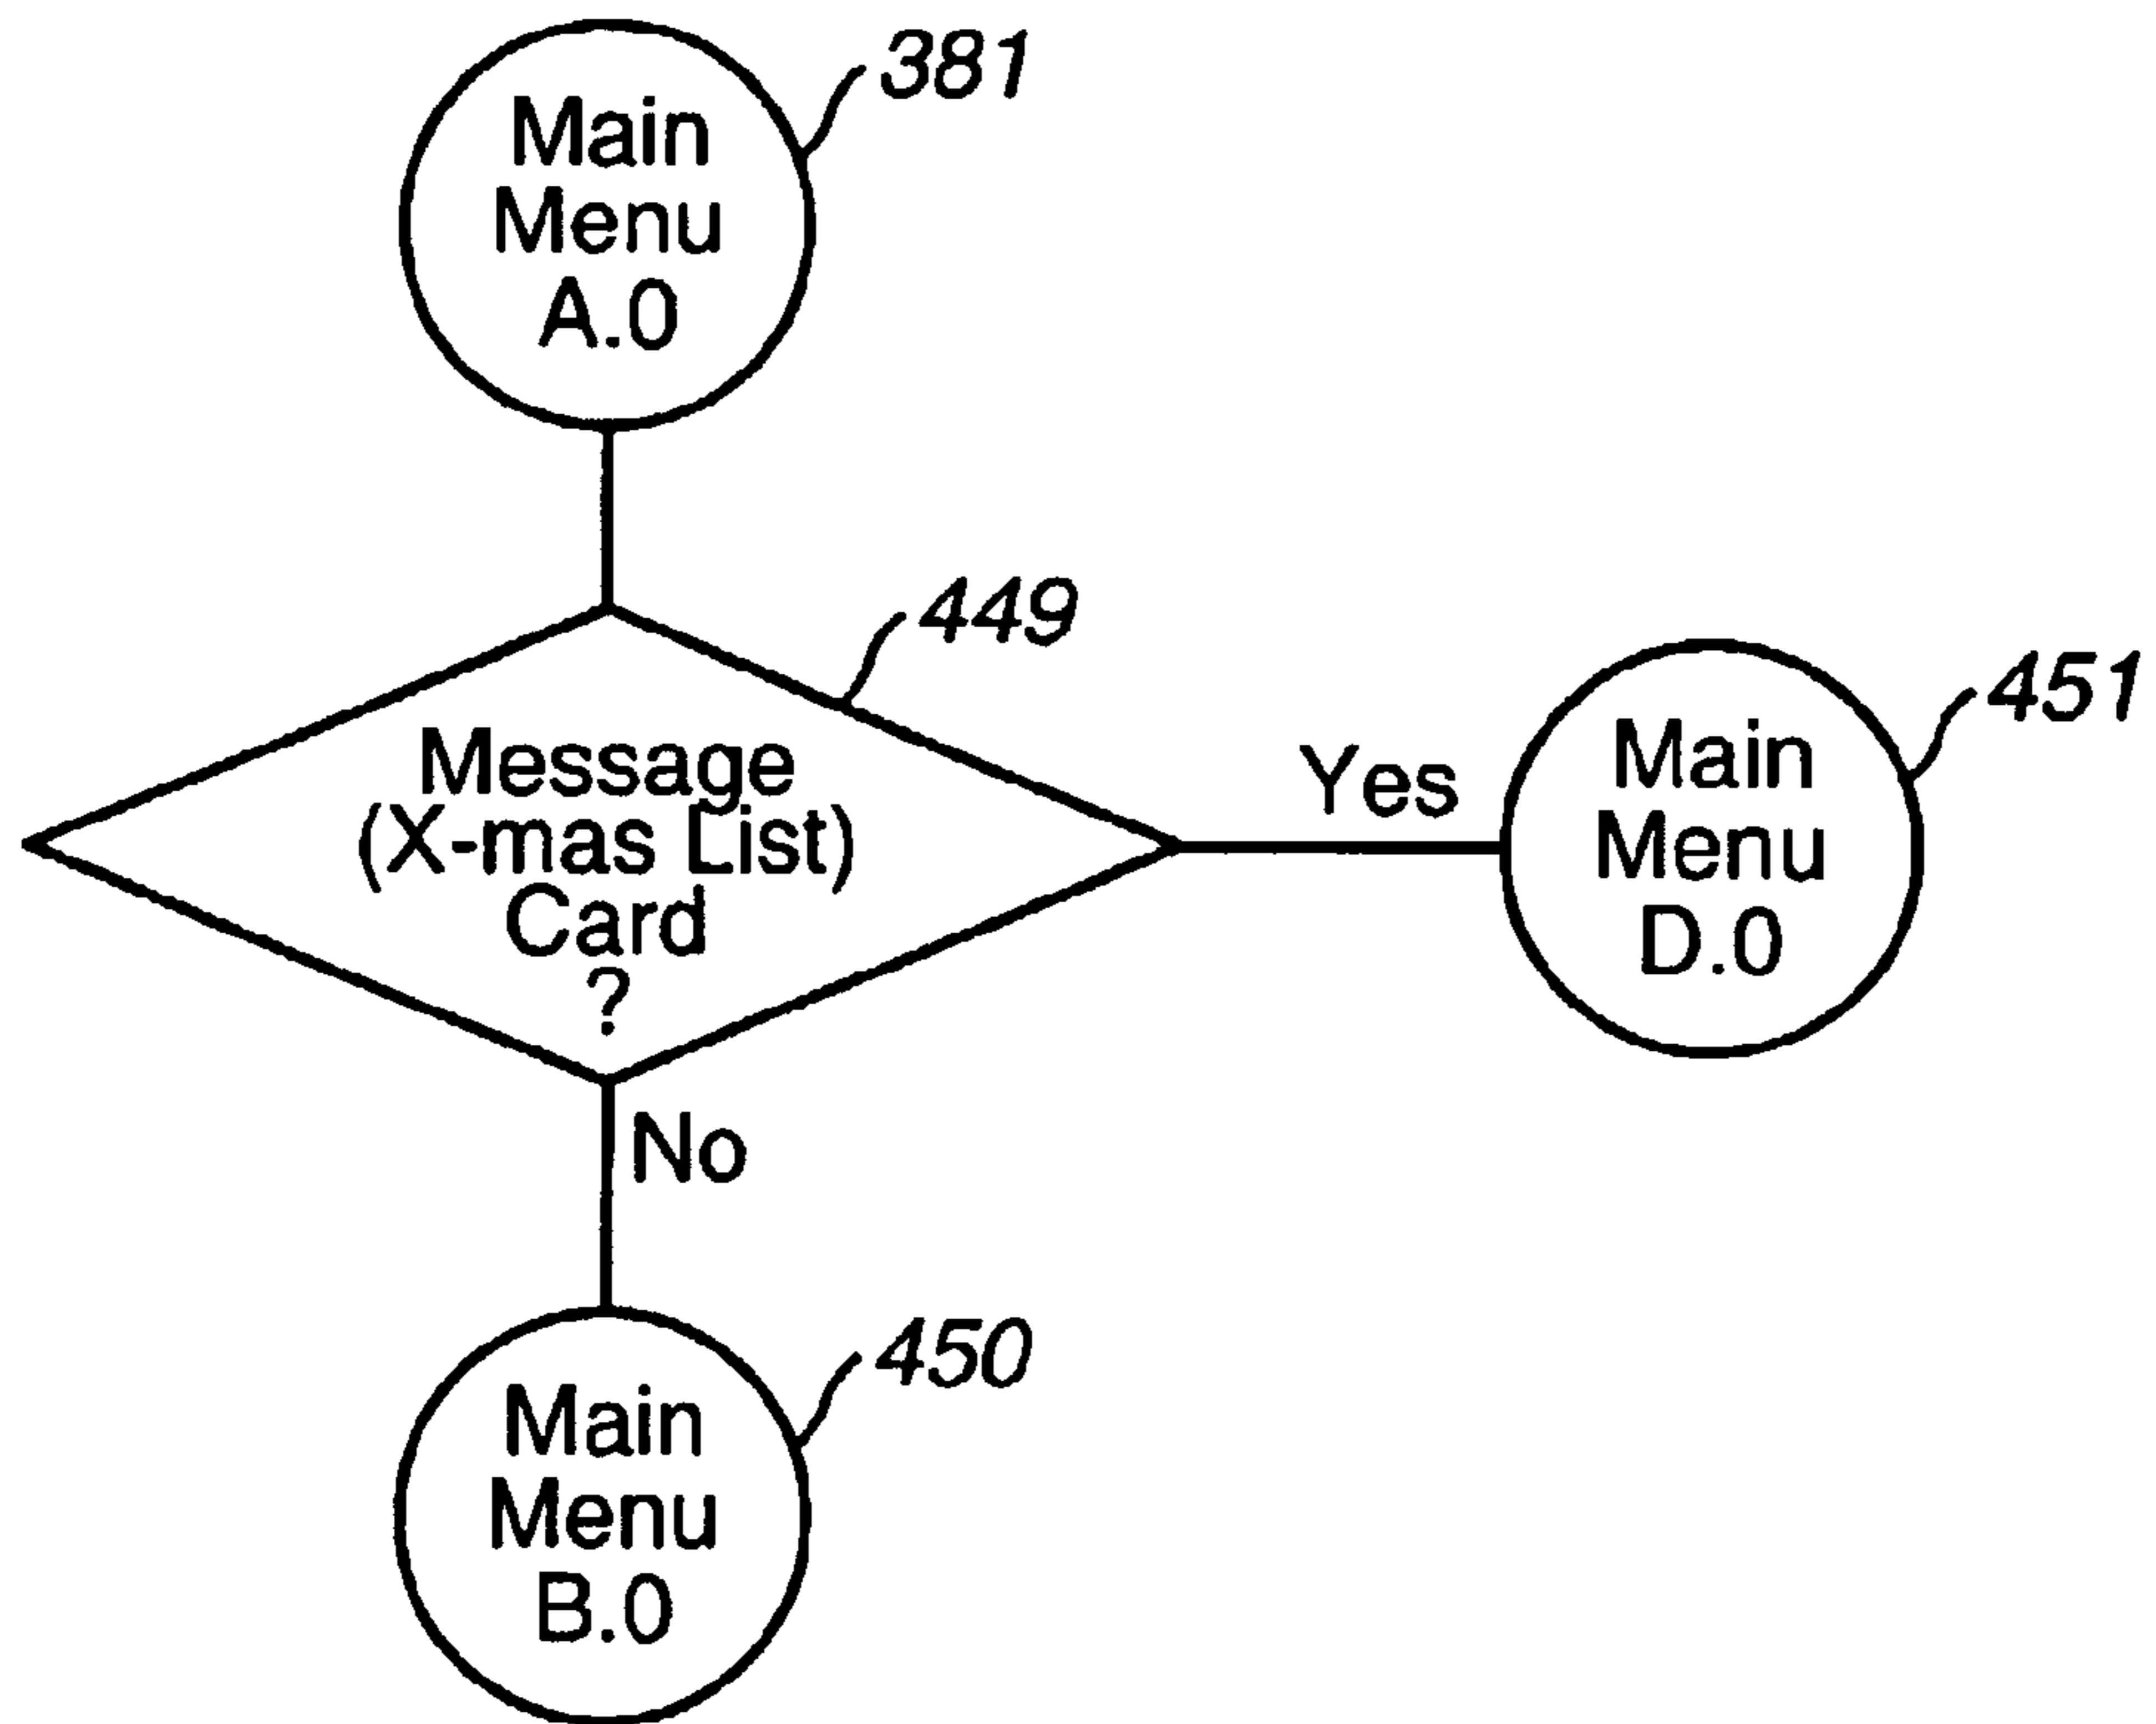 381
Main
Menu
A.0
449
Message
(X-mas List)
Card
?
Yes
451
Main
Menu
D.0
No
450
Main
Menu
B.0